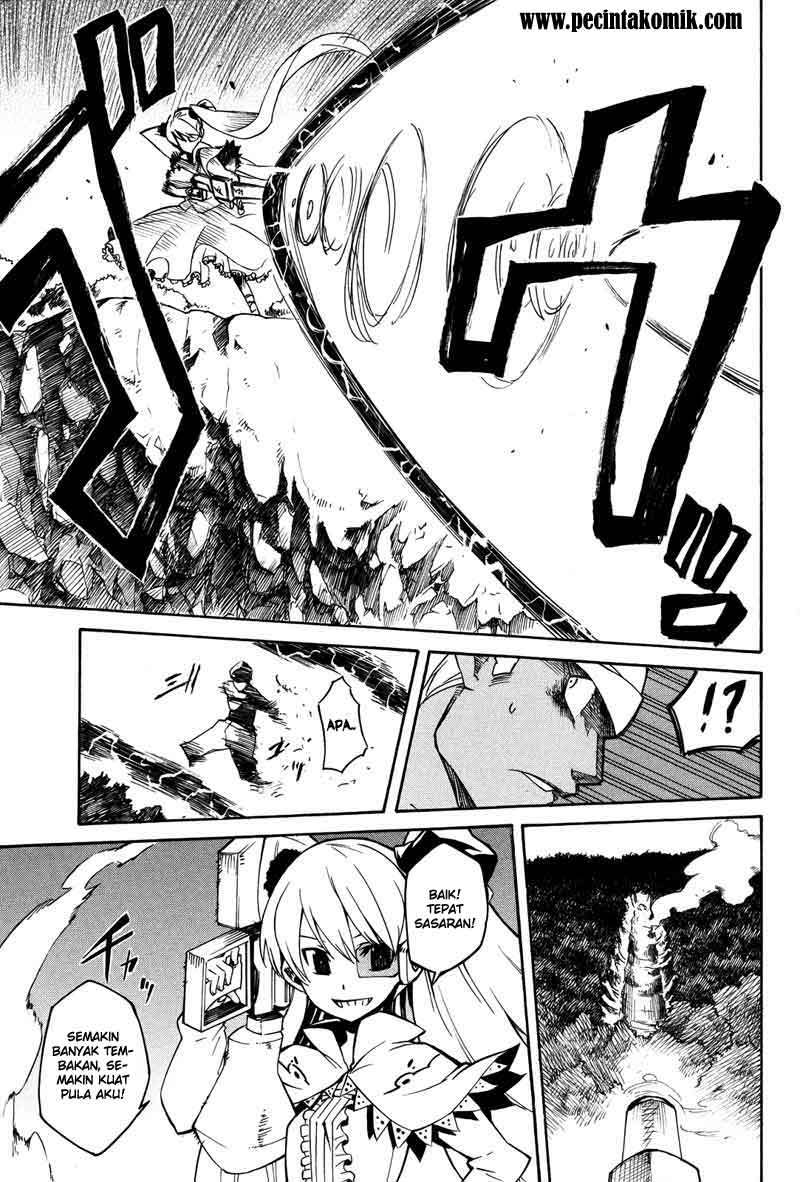 www.pecintakomik.com
ドウ
!?
APA..
BAIK!
TEPAT
SASARAN!
チャッ
SEMAKIN
BANYAK TEM-
BAKAN, SE-
MAKIN KUAT
PULA AKU!